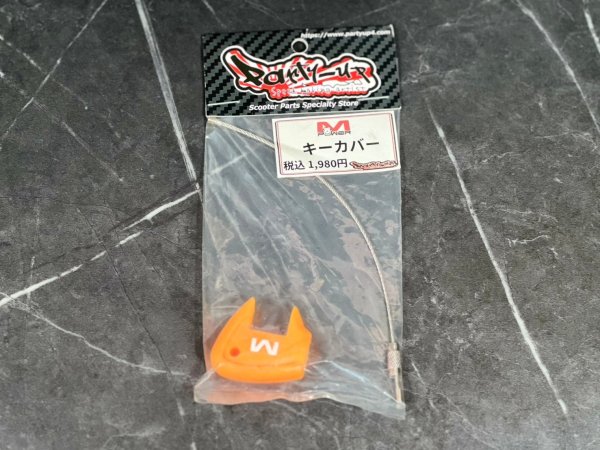 https://www.partyup4.com
Party-up
Scooter Parts Specialty Store
M
POWER
キーカバー
税込 1,980円
M